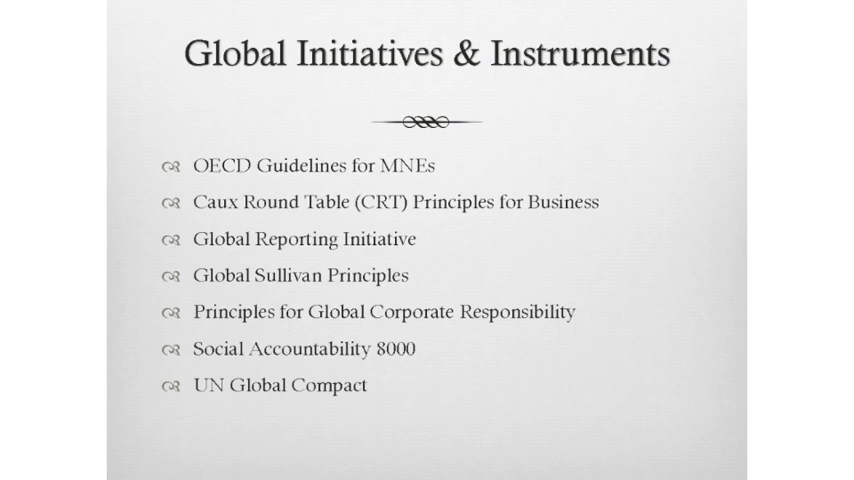 Global Initiatives & Instruments
OECD Guidelines for MNEs
Caux Round Table (CRT) Principles for Business
Global Reporting Initiative
Global Sullivan Principles
Principles for Global Corporate Responsibility
Social Accountability 8000
UN Global Compact